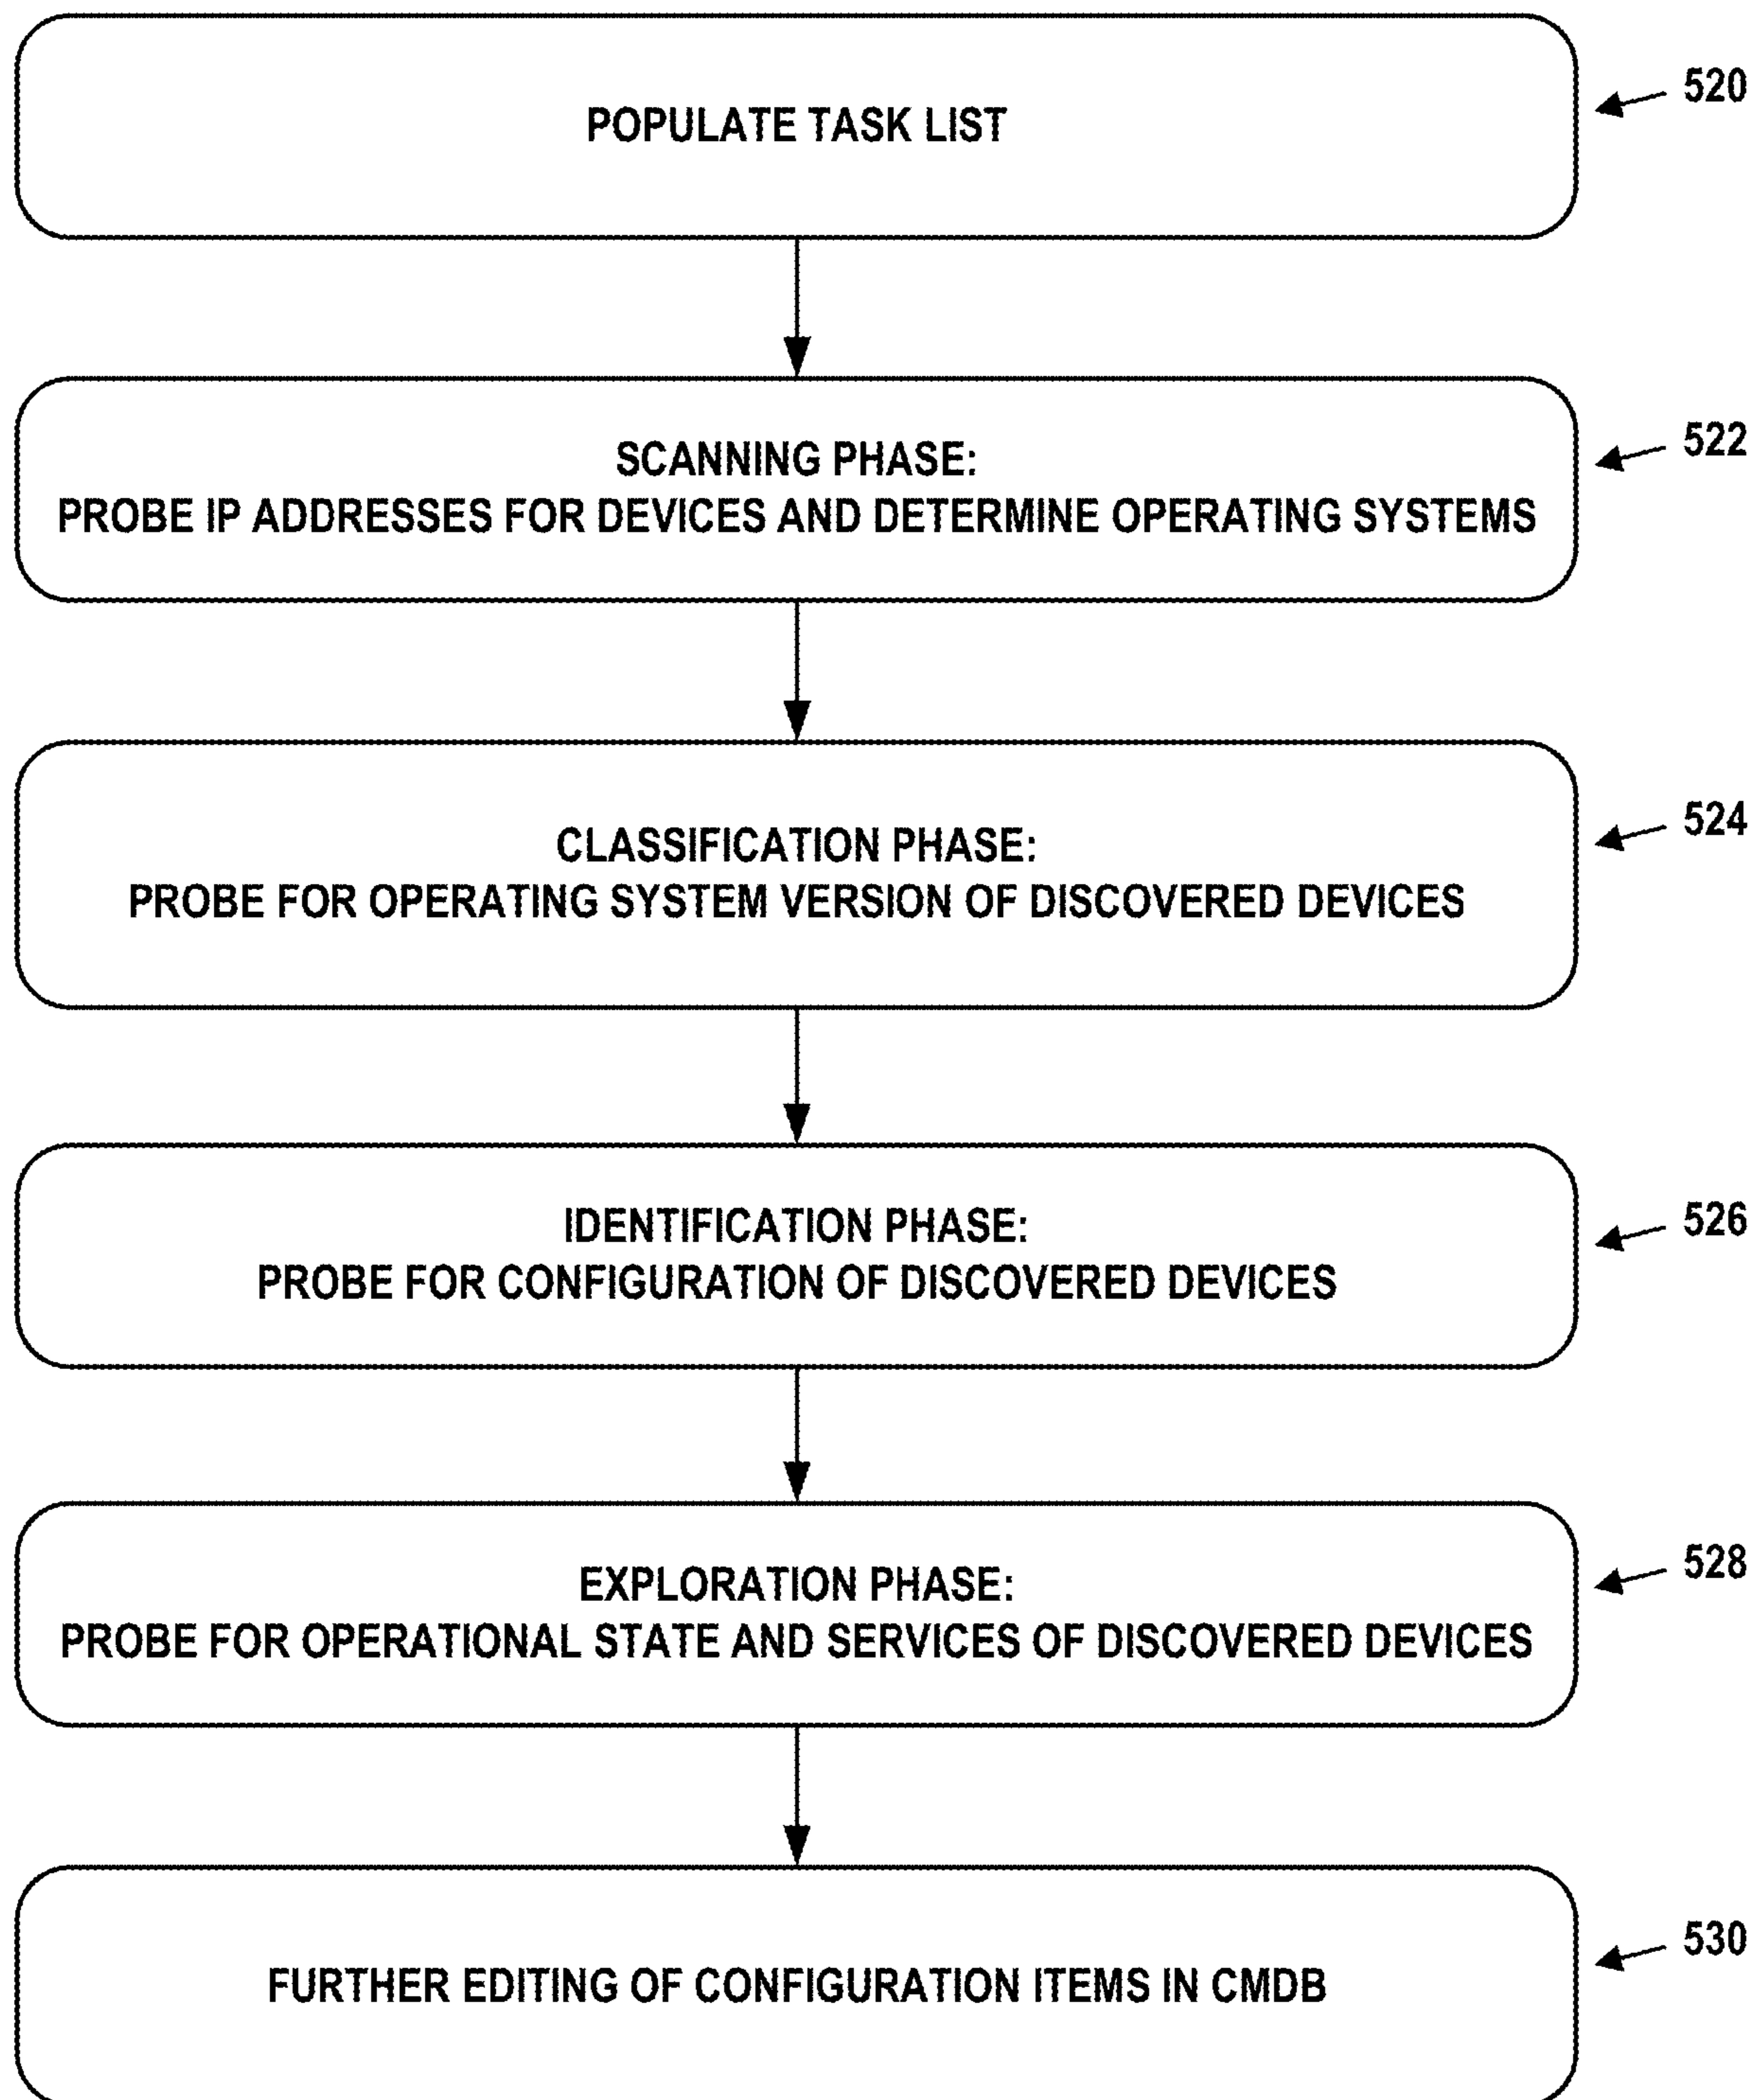 POPULATE TASK LIST
520
SCANNING PHASE:
PROBE IP ADDRESSES FOR DEVICES AND DETERMINE OPERATING SYSTEMS
522
CLASSIFICATION PHASE:
PROBE FOR OPERATING SYSTEM VERSION OF DISCOVERED DEVICES
524
IDENTIFICATION PHASE:
PROBE FOR CONFIGURATION OF DISCOVERED DEVICES
526
EXPLORATION PHASE:
PROBE FOR OPERATIONAL STATE AND SERVICES OF DISCOVERED DEVICES
528
FURTHER EDITING OF CONFIGURATION ITEMS IN CMDB
530